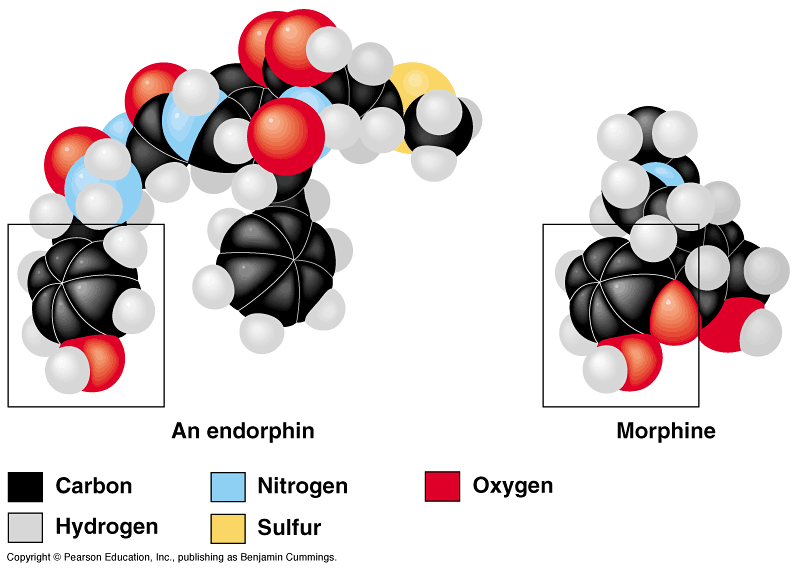 An endorphin
Morphine
Carbon
Nitrogen
Oxygen
Hydrogen
Sulfur
Copyright © Pearson Education, Inc., publishing as Benjamin Cummings.